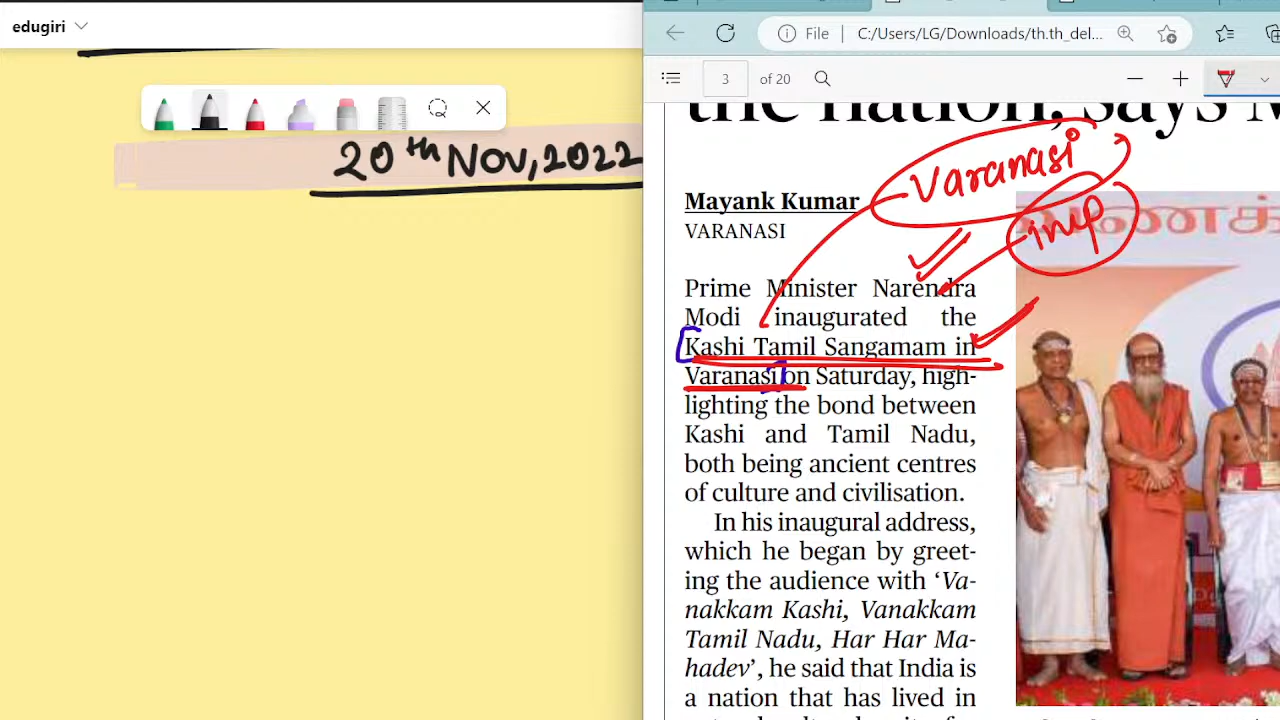 edugiri
20th NOV, 2022
File
C:/Users/LG/Downloads/th.th_del...
3 of 20
the nation, says M
Varanasi
imp
Mayank Kumar
VARANASI
Prime Minister Narendra
Modi inaugurated the
Kashi Tamil Sangamam in
Varanasi on Saturday, high-
lighting the bond between
Kashi and Tamil Nadu,
both being ancient centres
of culture and civilisation.
In his inaugural address,
which he began by greet-
ing the audience with ‘Va-
nakkam Kashi, Vanakkam
Tamil Nadu, Har Har Ma-
hadev’, he said that India is
a nation that has lived in
வணக்